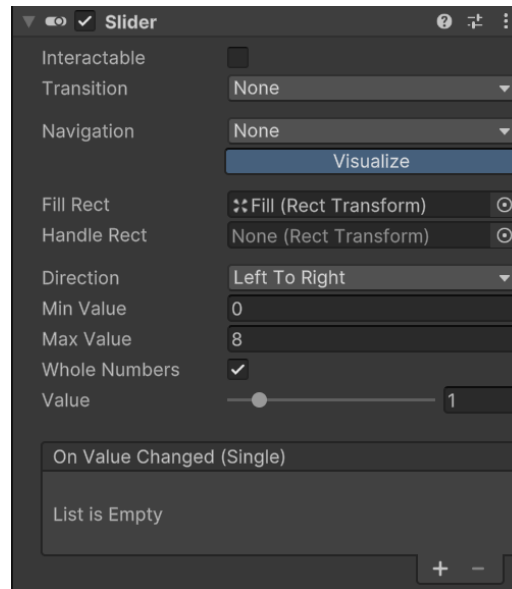 Slider
Interactable
Transition None
Navigation None
Visualize
Fill Rect Fill (Rect Transform)
Handle Rect None (Rect Transform)
Direction Left To Right
Min Value 0
Max Value 8
Whole Numbers
Value 1
On Value Changed (Single)
List is Empty